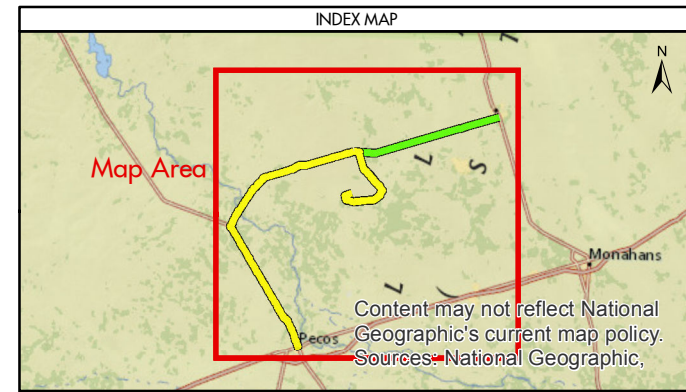 INDEX MAP
N
Map Area
L
S
L
Monahans
Content may not reflect National
Geographic's current map policy.
Pecos
Sources: National Geographic,